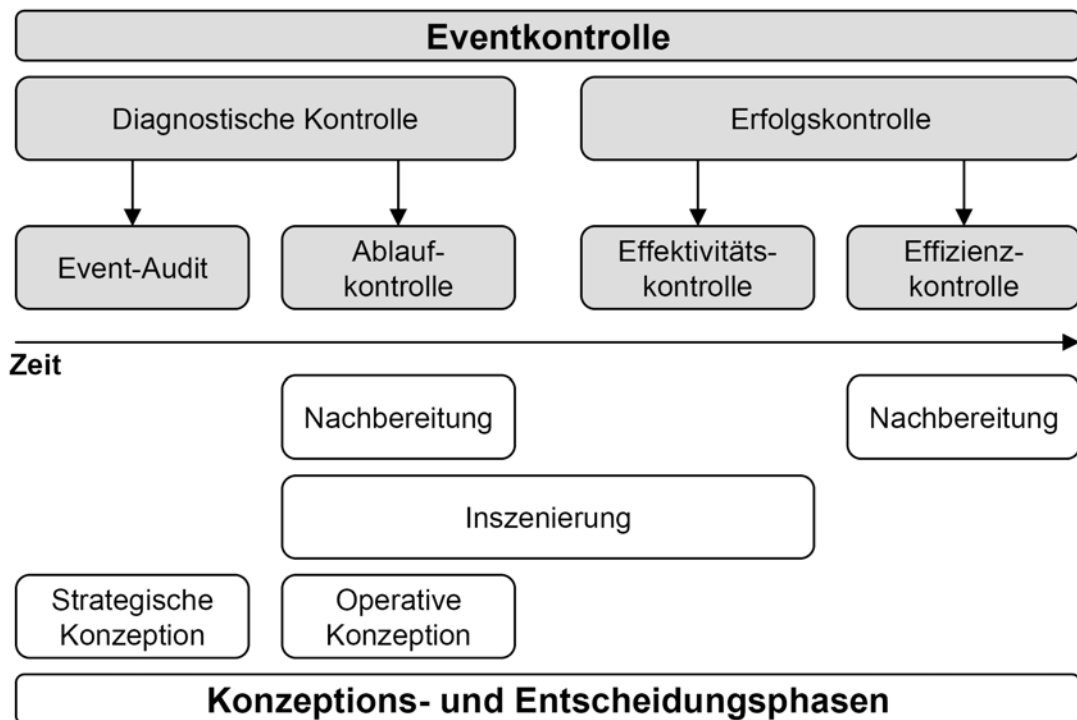 Eventkontrolle
Diagnostische Kontrolle
Erfolgskontrolle
Event-Audit
Ablauf-
kontrolle
Effektivitäts-
kontrolle
Effizienz-
kontrolle
Zeit
Nachbereitung
Nachbereitung
Inszenierung
Strategische
Konzeption
Operative
Konzeption
Konzeptions- und Entscheidungsphasen